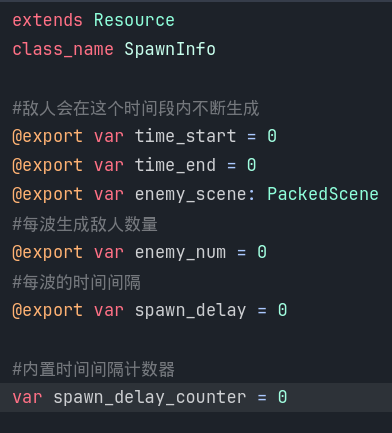 extends Resource
class_name SpawnInfo
#敌人会在这个时间段内不断生成
@export var time_start = 0
@export var time_end = 0
@export var enemy_scene: PackedScene
#每波生成敌人数量
@export var enemy_num = 0
#每波的时间间隔
@export var spawn_delay = 0
#内置时间间隔计数器
var spawn_delay_counter = 0